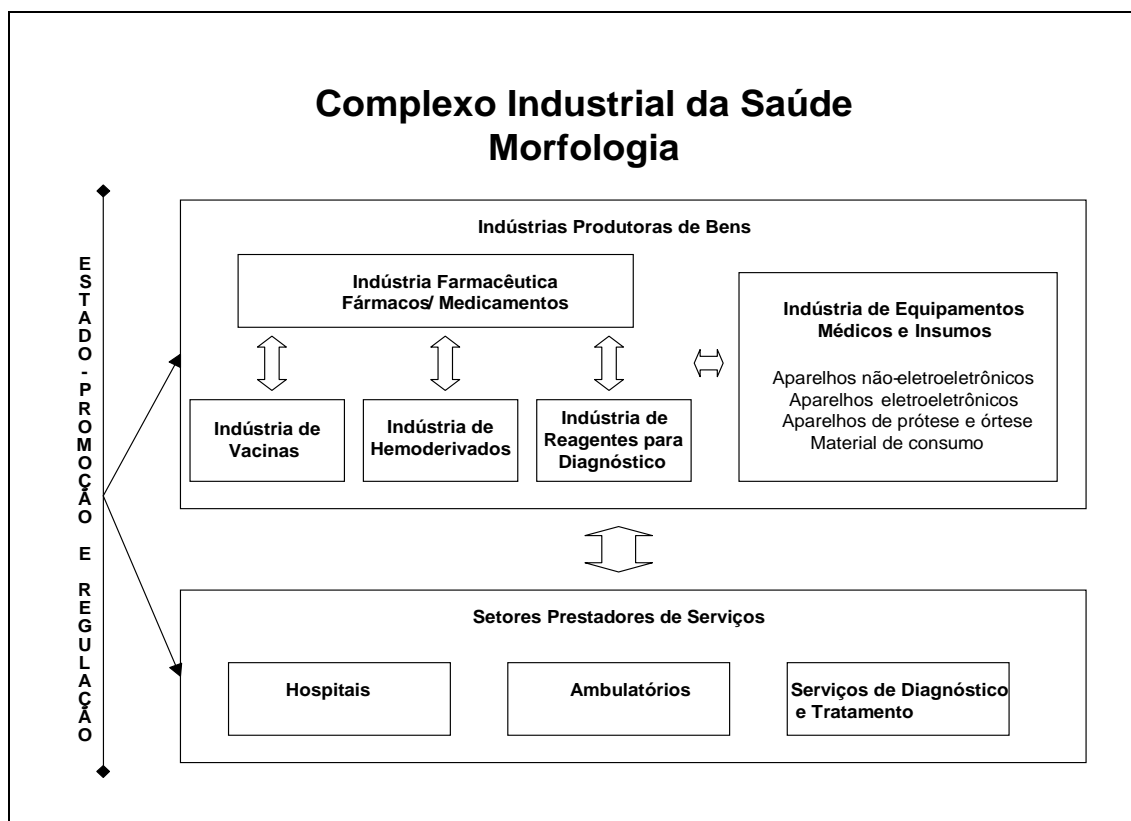 Complexo Industrial da Saúde
Morfologia
ESTADO - PROMOÇÃO E REGULAÇÃO
Indústrias Produtoras de Bens
Indústria Farmacêutica
Fármacos/ Medicamentos
Indústria de
Vacinas
Indústria de
Hemoderivados
Indústria de
Reagentes para
Diagnóstico
Indústria de Equipamentos
Médicos e Insumos
Aparelhos não-eletroeletrônicos
Aparelhos eletroeletrônicos
Aparelhos de prótese e órtese
Material de consumo
Setores Prestadores de Serviços
Hospitais
Ambulatórios
Serviços de Diagnóstico
e Tratamento